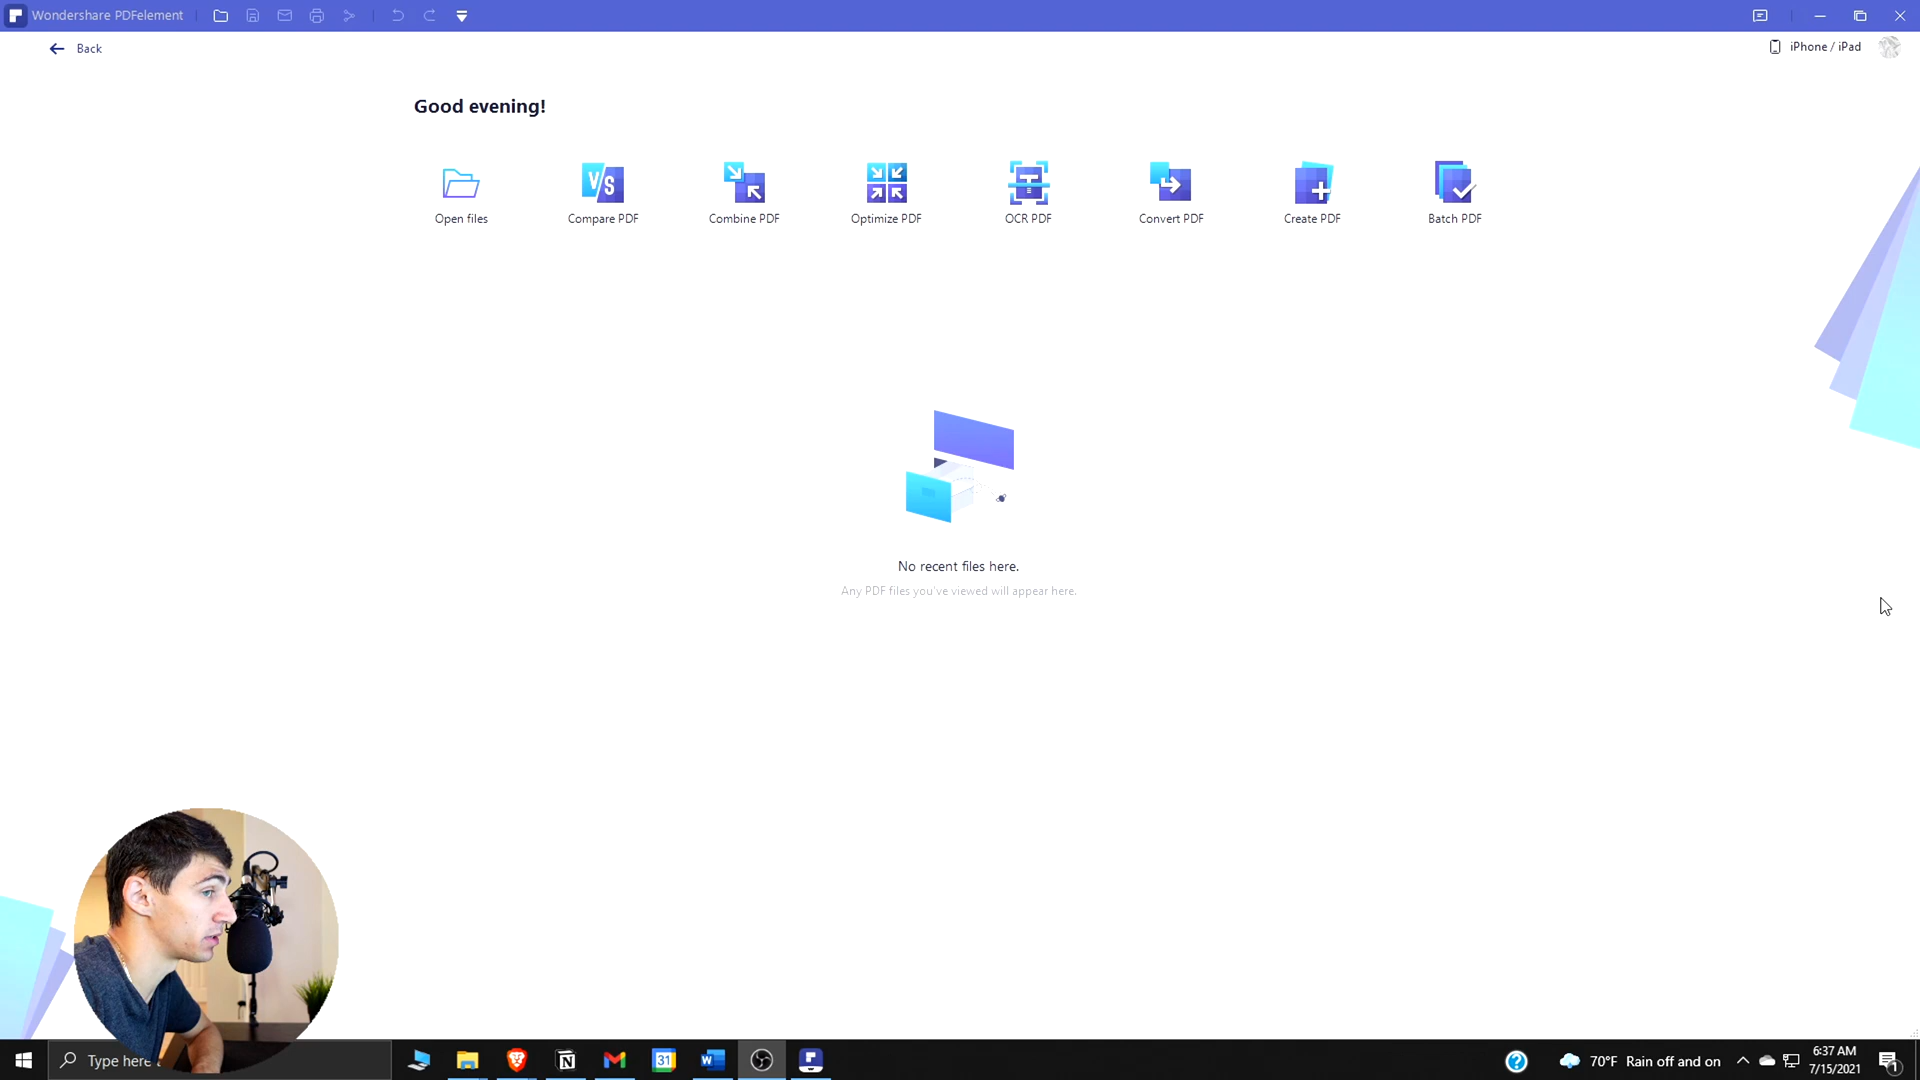 Wondershare PDFelement
Back
iPhone / iPad
Good evening!
V/S
T
Open files
Compare PDF
Combine PDF
Optimize PDF
OCR PDF
Convert PDF
Create PDF
Batch PDF
No recent files here.
Any PDF files you've viewed will appear here.
Type here
31
W
?
70°F Rain off and on
6:37 AM
7/15/2021
1